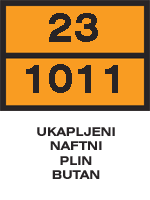 23
1011
UKAPLJENI
NAFTNI
PLIN
BUTAN